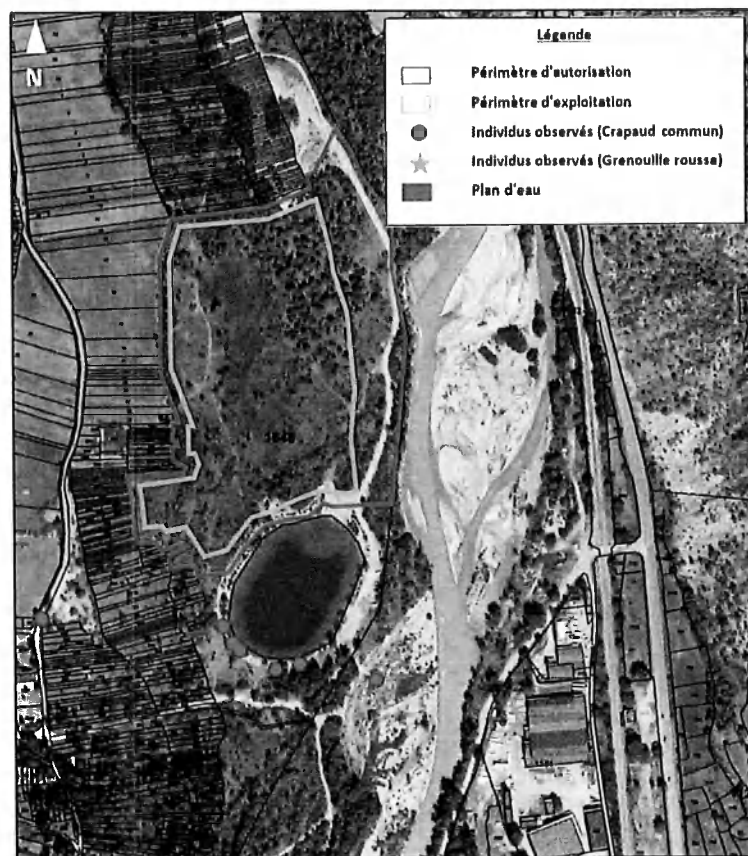 Légende
Périmètre d'autorisation
Périmètre d'exploitation
Individus observés (Crapaud commun)
Individus observés (Grenouille rousse)
Plan d'eau
N